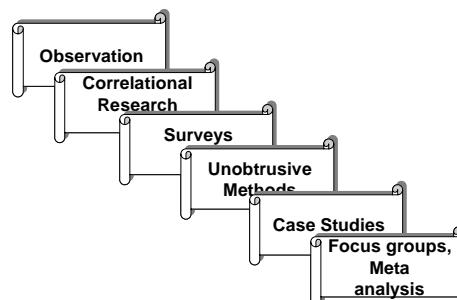 Observation
Correlational
Research
Surveys
Unobtrusive
Methods
Case Studies
Focus groups,
Meta
analysis